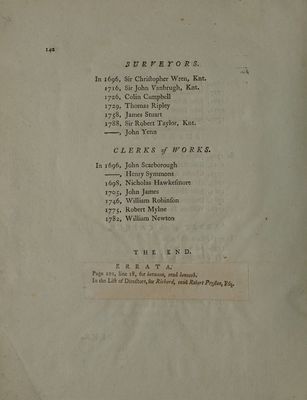 142
SURVEYORS.
In 1696, Sir Chriſtopher Wren, Knt.
1716, Sir John Vanbrugh, Knt.
1726, Colin Campbell
1729, Thomas Ripley
1758, James Stuart
1788, Sir Robert Taylor, Knt.
——, John Yenn
CLERKS of WORKS.
In 1696, John Scarborough
——, Henry Symmons
1698, Nicholas Hawkeſmore
1705, John James
1746, William Robinſon
1775, Robert Mylne
1782, William Newton
THE END.
ERRATA.
Page 101, line 18, for between, read beneath.
In the Liſt of Directors, for Richard, read Robert Preſton, Eſq.